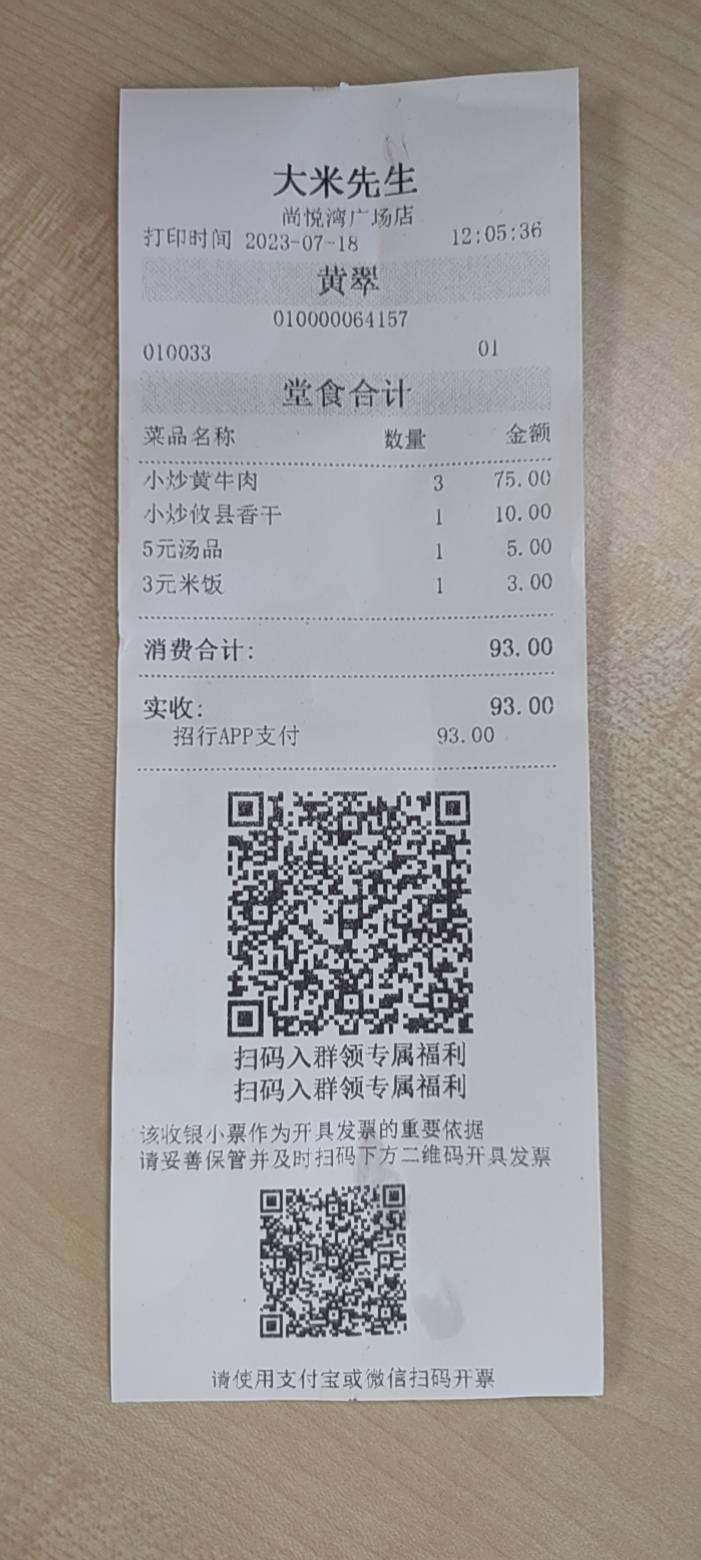 大米先生
尚悦湾广场店
打印时间 2023-07-18 12:05:36
黄翠
010000064157
010033 01
堂食合计
菜品名称 数量 金额
小炒黄牛肉 3 75.00
小炒攸县香干 1 10.00
5元汤品 1 5.00
3元米饭 1 3.00
消费合计: 93.00
实收: 93.00
招行APP支付 93.00
扫码入群领专属福利
扫码入群领专属福利
该收银小票作为开具发票的重要依据
请妥善保管并及时扫码下方二维码开具发票
请使用支付宝或微信扫码开票